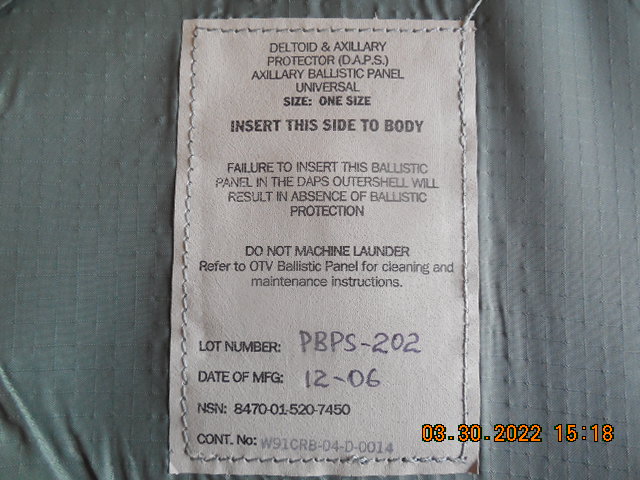 DELTOID & AXILLARY
PROTECTOR (D.A.P.S.)
AXILLARY BALLISTIC PANEL
UNIVERSAL
SIZE: ONE SIZE
INSERT THIS SIDE TO BODY
FAILURE TO INSERT THIS BALLISTIC
PANEL IN THE DAPS OUTERSHELL WILL
RESULT IN ABSENCE OF BALLISTIC
PROTECTION
DO NOT MACHINE LAUNDER
Refer to OTV Ballistic Panel for cleaning and
maintenance instructions.
LOT NUMBER: PBPS-202
DATE OF MFG: 12-06
NSN: 8470-01-520-7450
CONT. No: W91CRB-04-D-0014
03.30.2022 15:18